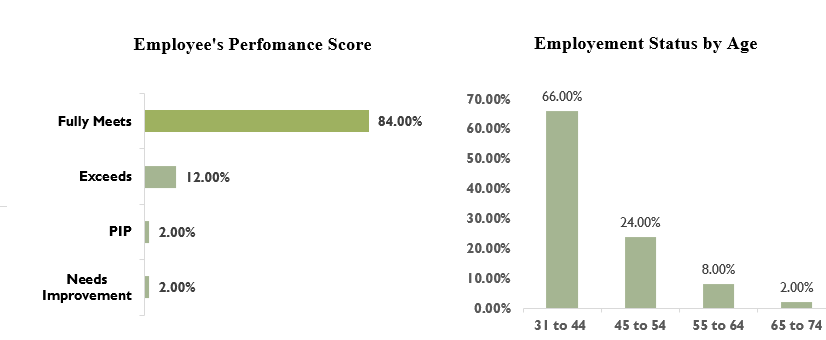 Employee's Perfomance Score
Fully Meets
84.00%
Exceeds
12.00%
PIP
2.00%
Needs
Improvement
2.00%
Employement Status by Age
70.00%
60.00%
50.00%
40.00%
30.00%
20.00%
10.00%
0.00%
66.00%
24.00%
8.00%
2.00%
31 to 44
45 to 54
55 to 64
65 to 74